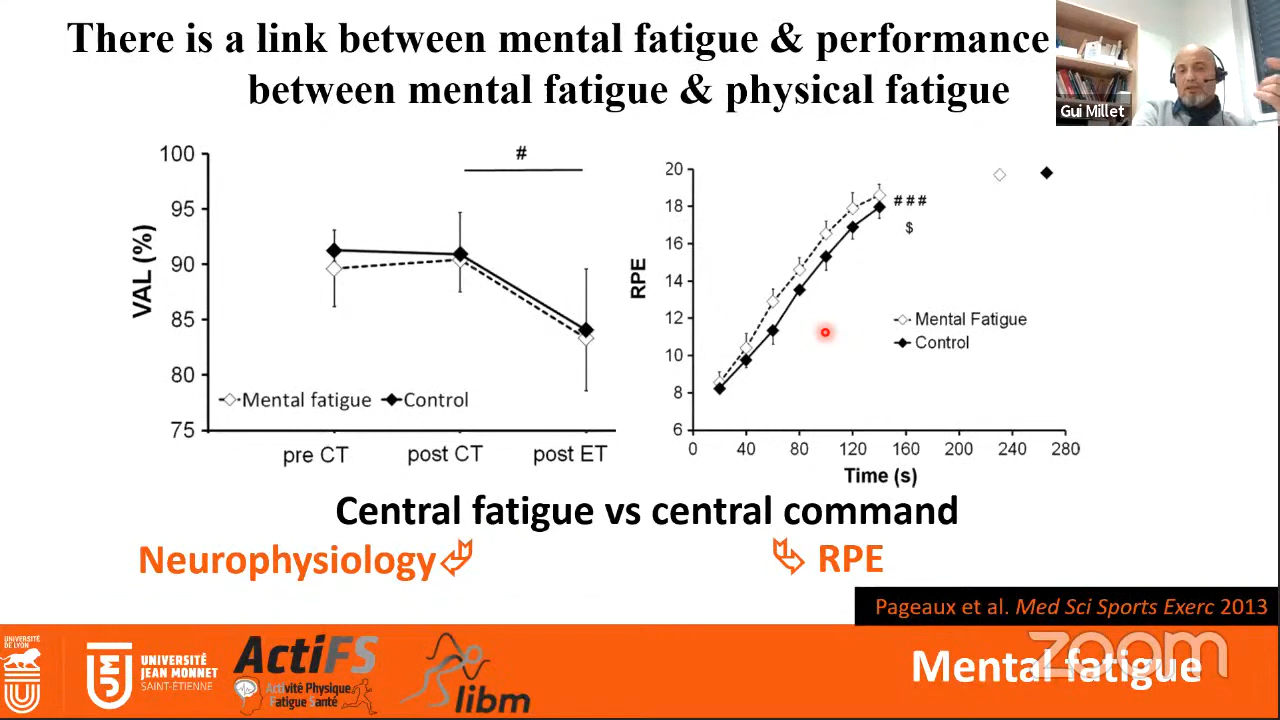 There is a link between mental fatigue & performance
between mental fatigue & physical fatigue
Gui Millet
100
95
90
85
80
75
VAL (%)
#
Mental fatigue
Control
pre CT
post CT
post ET
20
18
16
14
12
10
8
6
RPE
# # #
$
Mental Fatigue
Control
0
40
80
120
160
200
240
280
Time (s)
Central fatigue vs central command
Neurophysiology
RPE
Pageaux et al. Med Sci Sports Exerc 2013
UNIVERSITÉ
DE LYON
UNIVERSITÉ
JEAN MONNET
SAINT-ÉTIENNE
ActiFS
Activité Physique
Fatigue Santé
libm
Mental fatigue
zoom